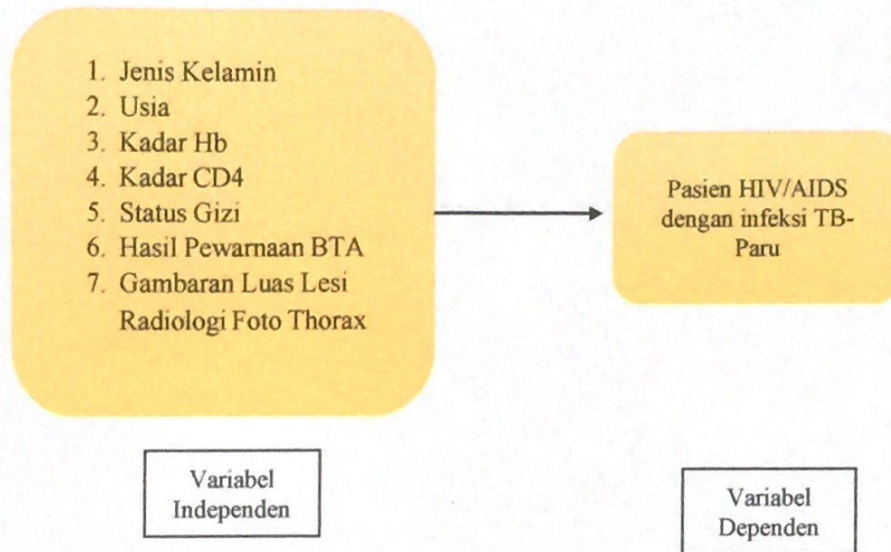 1. Jenis Kelamin
2. Usia
3. Kadar Hb
4. Kadar CD4
5. Status Gizi
6. Hasil Pewarnaan BTA
7. Gambaran Luas Lesi
Radiologi Foto Thorax
Pasien HIV/AIDS
dengan infeksi TB-
Paru
Variabel
Independen
Variabel
Dependen